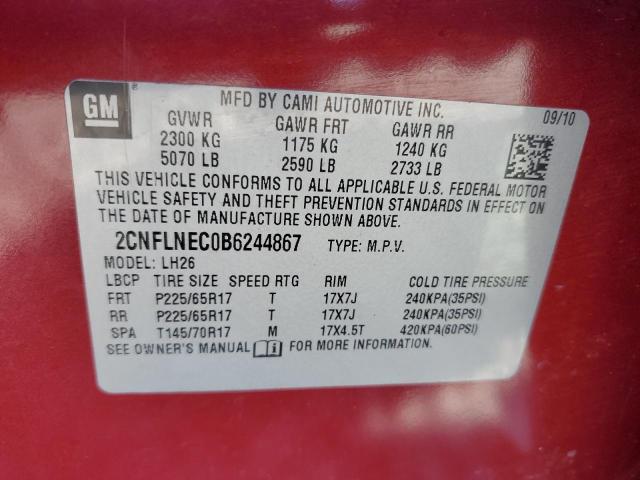 GM
MFD BY CAMI AUTOMOTIVE INC.
GVWR GAWR FRT GAWR RR 09/10
2300 KG 1175 KG 1240 KG
5070 LB 2590 LB 2733 LB
THIS VEHICLE CONFORMS TO ALL APPLICABLE U.S. FEDERAL MOTOR
VEHICLE SAFETY AND THEFT PREVENTION STANDARDS IN EFFECT ON
THE DATE OF MANUFACTURE SHOWN ABOVE.
2CNFLNEC0B6244867 TYPE: M.P.V.
MODEL: LH26
LBCP TIRE SIZE SPEED RTG RIM COLD TIRE PRESSURE
FRT P225/65R17 T 17X7J 240KPA(35PSI)
RR P225/65R17 T 17X7J 240KPA(35PSI)
SPA T145/70R17 M 17X4.5T 420KPA(60PSI)
SEE OWNER'S MANUAL i FOR MORE INFORMATION.